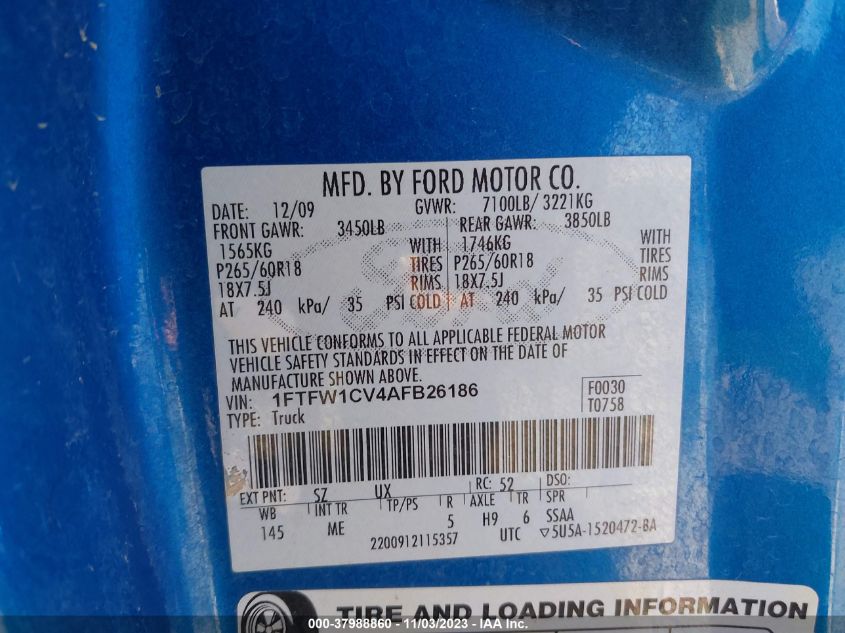 MFD. BY FORD MOTOR CO.
DATE: 12/09 GVWR: 7100LB/ 3221KG
FRONT GAWR: 3450LB REAR GAWR: 3850LB
1565KG WITH 1746KG WITH
P265/60R18 TIRES P265/60R18 TIRES
18X7.5J RIMS 18X7.5J RIMS
AT 240 kPa/ 35 PSI COLD AT 240 kPa/ 35 PSI COLD
THIS VEHICLE CONFORMS TO ALL APPLICABLE FEDERAL MOTOR
VEHICLE SAFETY STANDARDS IN EFFECT ON THE DATE OF
MANUFACTURE SHOWN ABOVE.
VIN: 1FTFW1CV4AFB26186 F0030
TYPE: Truck T0758
EXT PNT: SZ UX RC: 52 DSO:
WB INT TR TP/PS R AXLE TR SPR
145 ME 5 H9 6 SSAA
2200912115357 UTC ▽5U5A-1520472-BA
TIRE AND LOADING INFORMATION
000-37988860 - 11/03/2023 - IAA Inc.